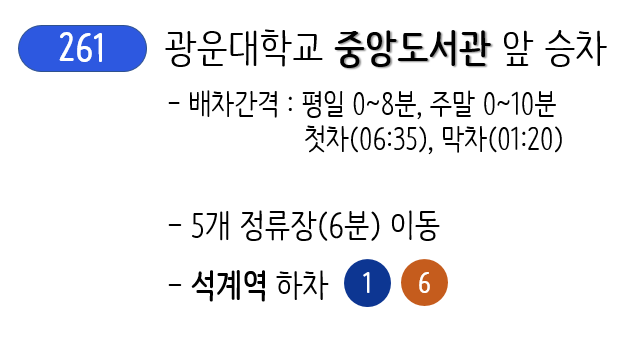 261 광운대학교 중앙도서관 앞 승차
- 배차간격 : 평일 0~8분, 주말 0~10분
첫차(06:35), 막차(01:20)
- 5개 정류장(6분) 이동
- 석계역 하차 1 6